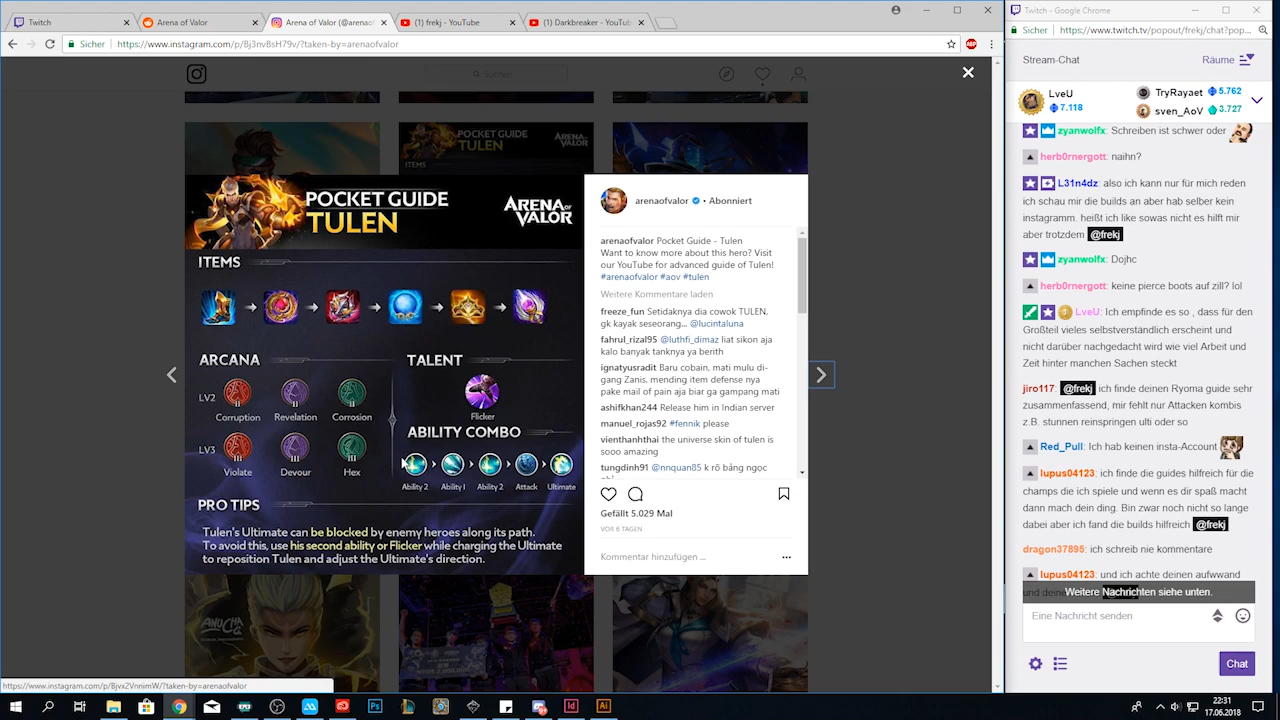 Twitch
Arena of Valor
Arena of Valor (@arenaof
(1) frekj - YouTube
(1) Darkbreaker - YouTube
Sicher
https://www.instagram.com/p/Bj3nvBsH79v/?taken-by=arenaofvalor
Suchen
POCKET GUIDE
TULEN
ITEMS
ARENA OF
VALOR
POCKET GUIDE
TULEN
ARENA OF
VALOR
ITEMS
ARCANA
LV2
Corruption
Revelation
Corrosion
LV3
Violate
Devour
Hex
TALENT
Flicker
ABILITY COMBO
Ability 2
Ability 1
Ability 2
Attack
Ultimate
PRO TIPS
Tulen's Ultimate can be blocked by enemy heroes along its path.
To avoid this, use his second ability or Flicker while charging the Ultimate
to reposition Tulen and adjust the Ultimate's direction.
arenaofvalor • Abonniert
arenaofvalor Pocket Guide - Tulen
Want to know more about this hero? Visit
our YouTube for advanced guide of Tulen!
#arenaofvalor #aov #tulen
Weitere Kommentare laden
freeze_fun Setidaknya dia cowok TULEN,
gk kayak seseorang... @lucintaluna
fahrul_rizal95 @luthfi_dimaz liat sikon aja
kalo banyak tanknya ya berith
ignatyusradit Baru cobain, mati mulu di-
gang Zanis, mending item defense nya
pake mail of pain aja biar ga gampang mati
ashifkhan244 Release him in Indian server
manuel_rojas92 #fennik please
vienthanhthai the universe skin of tulen is
sooo amazing
tungdinh91 @nnquan85 k rõ bảng ngọc
Gefällt 5.029 Mal
VOR 6 TAGEN
Kommentar hinzufügen ...
ANUCHA
https://www.instagram.com/p/Bjvx2VnnimW/?taken-by=arenaofvalor
Twitch - Google Chrome
Sicher
https://www.twitch.tv/popout/frekj/chat?pop...
Stream-Chat
Räume
LveU
7.118
TryRayaet
5.762
sven_AoV
3.727
zyanwolfx: Schreiben ist schwer oder
herb0rnergott: naihn?
L31n4dz: also ich kann nur für mich reden
ich schau mir die builds an aber hab selber kein
instagramm. heißt ich like sowas nicht es hilft mir
aber trotzdem @frekj
zyanwolfx: Dojhc
herb0rnergott: keine pierce boots auf zill? lol
LveU: Ich empfinde es so , dass für den
Großteil vieles selbstverständlich erscheint und
nicht darüber nachgedacht wird wie viel Arbeit und
Zeit hinter manchen Sachen steckt
jiro117: @frekj ich finde deinen Ryoma guide sehr
zusammenfassend, mir fehlt nur Attacken kombis
z.B. stunnen reinspringen ulti oder so
Red_Pull: Ich hab keinen insta-Account
lupus04123: ich finde die guides hilfreich für die
champs die ich spiele und wenn es dir spaß macht
dann mach dein ding. Bin zwar noch nicht so lange
dabei aber ich fand die builds hilfreich @frekj
dragon37895: ich schreib nie kommentare
lupus04123: und ich achte deinen aufwwand
Weitere Nachrichten siehe unten.
Eine Nachricht senden
Chat
22:31
17.06.2018